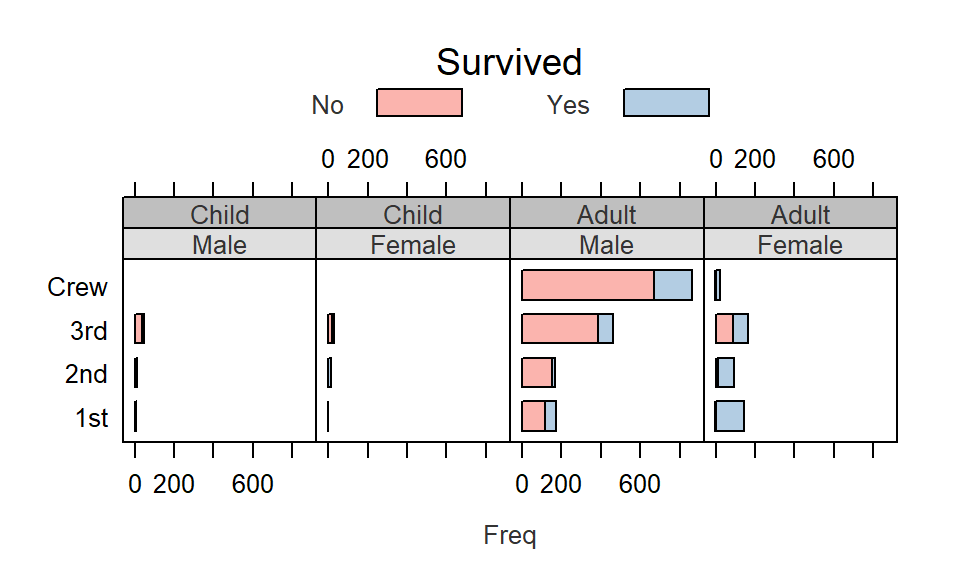 Survived
No Yes
0 200 600 0 200 600
Child Child Adult Adult
Male Female Male Female
Crew
3rd
2nd
1st
0 200 600 0 200 600
Freq